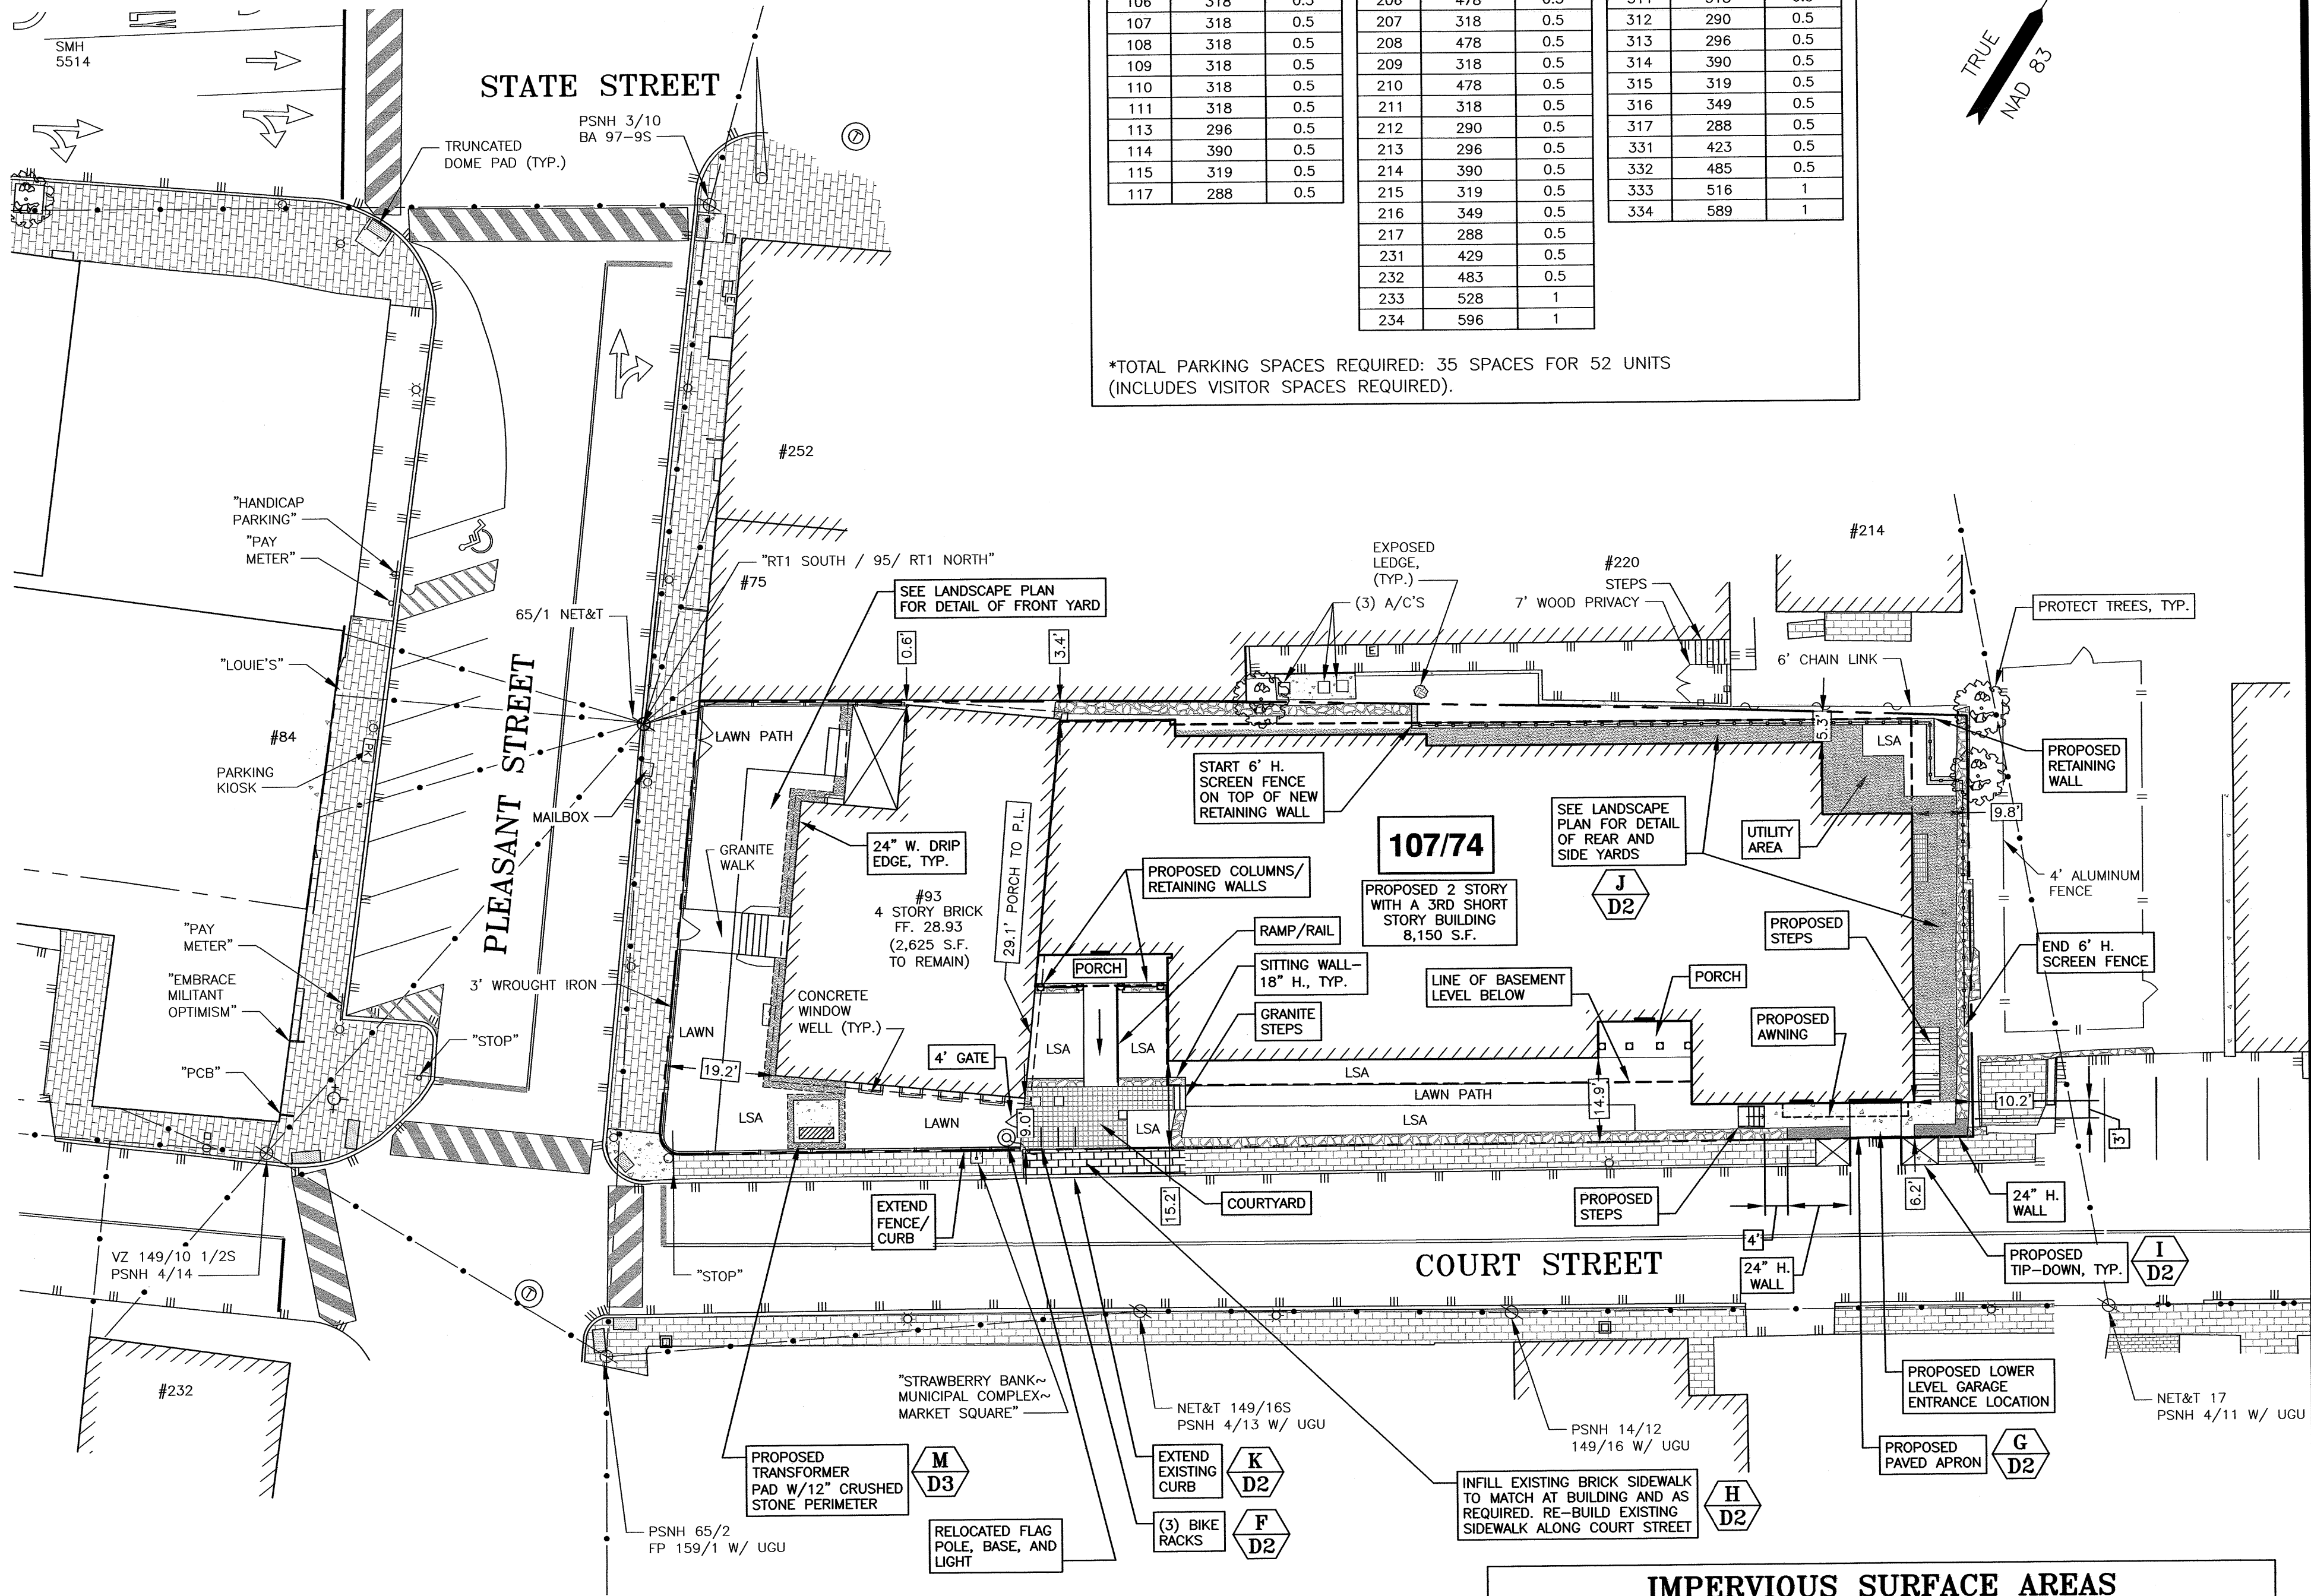 106 318 0.5 206 478 0.5 311 318 0.5
107 318 0.5 207 318 0.5 312 290 0.5
108 318 0.5 208 478 0.5 313 296 0.5
109 318 0.5 209 318 0.5 314 390 0.5
110 318 0.5 210 478 0.5 315 319 0.5
111 318 0.5 211 318 0.5 316 349 0.5
113 296 0.5 212 290 0.5 317 288 0.5
114 390 0.5 213 296 0.5 331 423 0.5
115 319 0.5 214 390 0.5 332 485 0.5
117 288 0.5 215 319 0.5 333 516 1
216 349 0.5 334 589 1
217 288 0.5
231 429 0.5
232 483 0.5
233 528 1
234 596 1
*TOTAL PARKING SPACES REQUIRED: 35 SPACES FOR 52 UNITS
(INCLUDES VISITOR SPACES REQUIRED).
TRUE
NAD 83
SMH
5514
STATE STREET
PSNH 3/10
BA 97-9S
TRUNCATED
DOME PAD (TYP.)
#252
"HANDICAP
PARKING"
"PAY
METER"
"RT1 SOUTH / 95/ RT1 NORTH"
#75
65/1 NET&T
SEE LANDSCAPE PLAN
FOR DETAIL OF FRONT YARD
0.6'
3.4'
EXPOSED
LEDGE,
(TYP.)
(3) A/C'S
#220
STEPS
7' WOOD PRIVACY
#214
PROTECT TREES, TYP.
6' CHAIN LINK
"LOUIE'S"
#84
PARKING
KIOSK
PK
PLEASANT STREET
MAILBOX
LAWN PATH
E
E
5.3'
LSA
PROPOSED
RETAINING
WALL
START 6' H.
SCREEN FENCE
ON TOP OF NEW
RETAINING WALL
SEE LANDSCAPE
PLAN FOR DETAIL
OF REAR AND
SIDE YARDS
J
D2
UTILITY
AREA
9.8'
4' ALUMINUM
FENCE
GRANITE
WALK
24" W. DRIP
EDGE, TYP.
#93
4 STORY BRICK
FF. 28.93
(2,625 S.F.
TO REMAIN)
29.1' PORCH TO P.L.
PROPOSED COLUMNS/
RETAINING WALLS
107/74
PROPOSED 2 STORY
WITH A 3RD SHORT
STORY BUILDING
8,150 S.F.
RAMP/RAIL
PORCH
SITTING WALL-
18" H., TYP.
GRANITE
STEPS
LINE OF BASEMENT
LEVEL BELOW
PORCH
PROPOSED
STEPS
PROPOSED
AWNING
END 6' H.
SCREEN FENCE
"PAY
METER"
"EMBRACE
MILITANT
OPTIMISM"
"PCB"
"STOP"
3' WROUGHT IRON
LAWN
19.2'
CONCRETE
WINDOW
WELL (TYP.)
4' GATE
LSA
LSA
LSA
LAWN PATH
LSA
14.9'
10.2'
3'
LSA
LAWN
9.0'
LSA
15.2'
EXTEND
FENCE/
CURB
COURTYARD
PROPOSED
STEPS
4'
24" H.
WALL
6.2'
24" H.
WALL
PROPOSED
TIP-DOWN, TYP.
I
D2
VZ 149/10 1/2S
PSNH 4/14
"STOP"
COURT STREET
#232
"STRAWBERY BANK~
MUNICIPAL COMPLEX~
MARKET SQUARE"
NET&T 149/16S
PSNH 4/13 W/ UGU
PSNH 14/12
149/16 W/ UGU
PROPOSED LOWER
LEVEL GARAGE
ENTRANCE LOCATION
NET&T 17
PSNH 4/11 W/ UGU
PROPOSED
TRANSFORMER
PAD W/12" CRUSHED
STONE PERIMETER
M
D3
EXTEND
EXISTING
CURB
K
D2
PROPOSED
PAVED APRON
G
D2
INFILL EXISTING BRICK SIDEWALK
TO MATCH AT BUILDING AND AS
REQUIRED. RE-BUILD EXISTING
SIDEWALK ALONG COURT STREET
H
D2
PSNH 65/2
FP 159/1 W/ UGU
RELOCATED FLAG
POLE, BASE, AND
LIGHT
(3) BIKE
RACKS
F
D2
IMPERVIOUS SURFACE AREAS